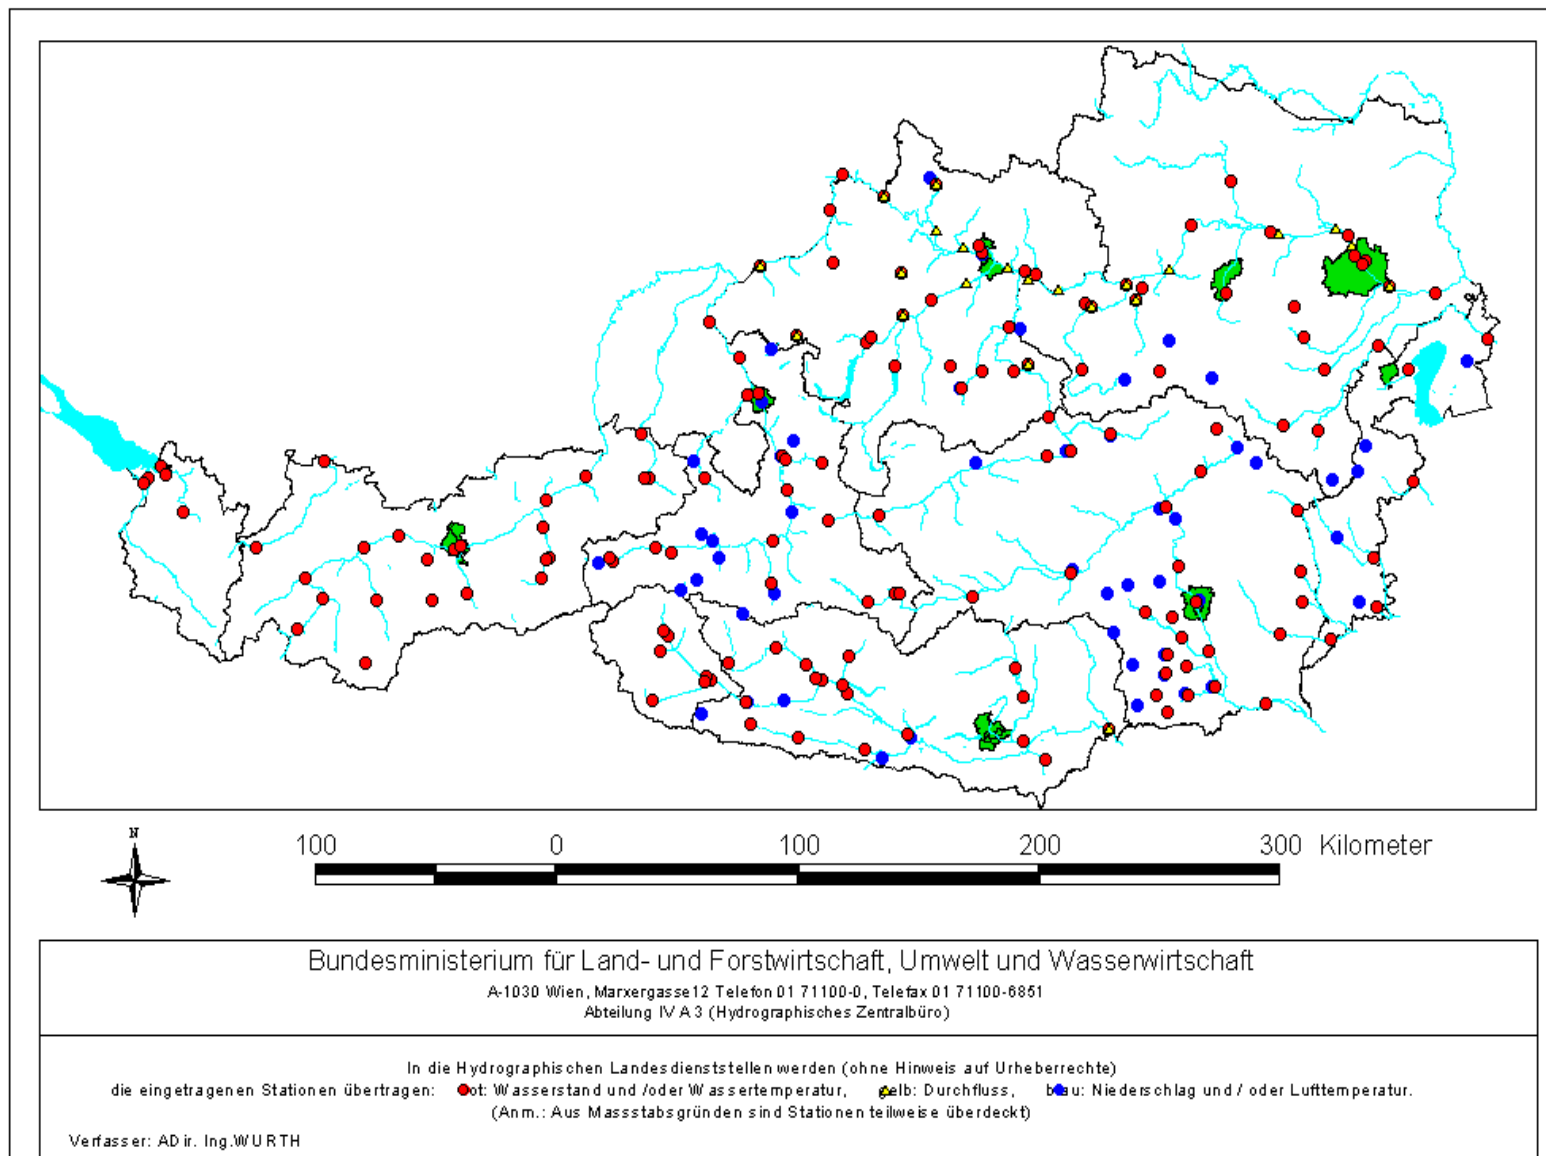 N
100 0 100 200 300 Kilometer
Bundesministerium für Land- und Forstwirtschaft, Umwelt und Wasserwirtschaft
A-1030 Wien, Marxergasse12 Telefon 01 71100-0, Telefax 01 71100-6851
Abteilung IV A 3 (Hydrographisches Zentralbüro)
In die Hydrographischen Landesdienststellen werden (ohne Hinweis auf Urheberrechte)
die eingetragenen Stationen übertragen: rot: Wasserstand und /oder Wassertemperatur, gelb: Durchfluss, blau: Niederschlag und / oder Lufttemperatur.
(Anm.: Aus Massstabsgründen sind Stationen teilweise überdeckt)
Verfasser: ADir. Ing.WURTH